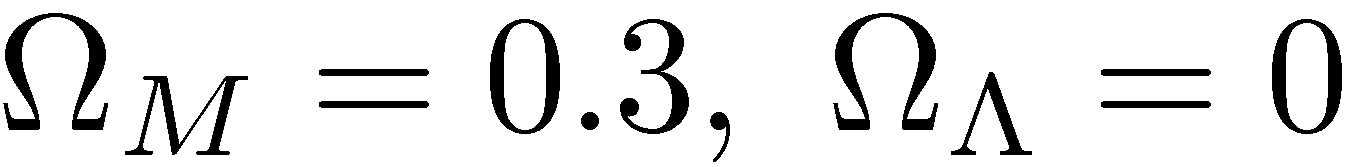 Ω_M = 0.3, Ω_Λ = 0